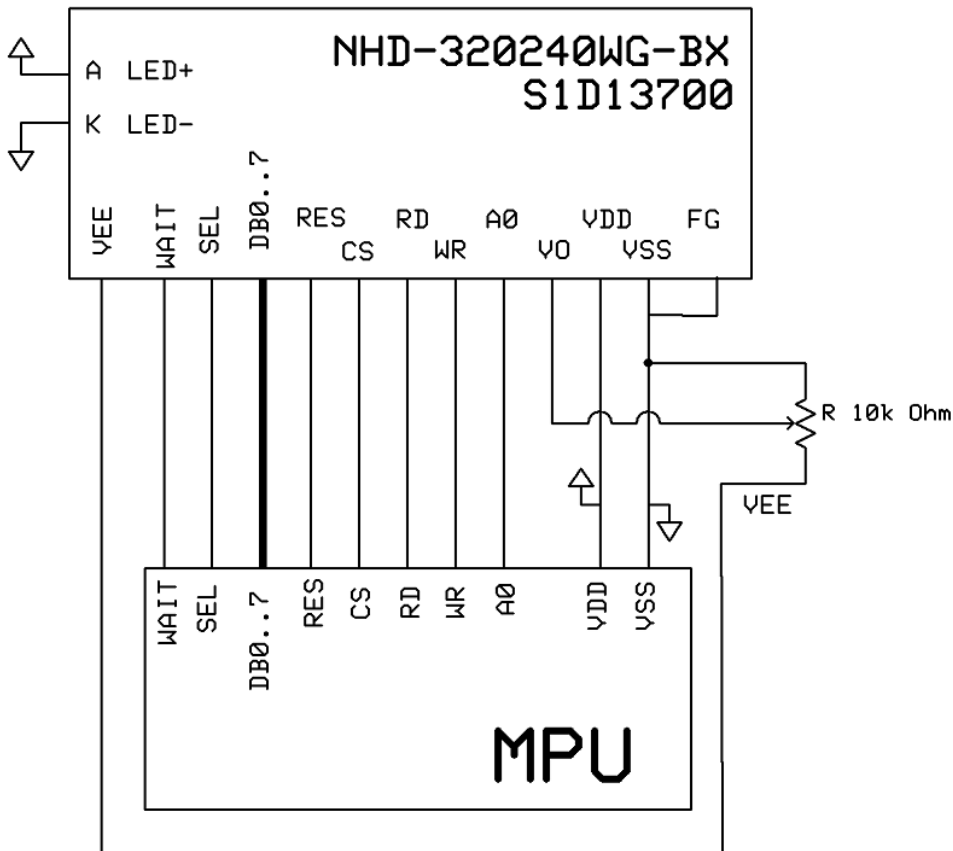 NHD-320240WG-BX
S1D13700
A LED+
K LED-
VEE
WAIT
SEL
DB0..7
RES
CS
RD
WR
A0
VO
VDD
VSS
FG
R 10k Ohm
VEE
WAIT
SEL
DB0..7
RES
CS
RD
WR
A0
VDD
VSS
MPU